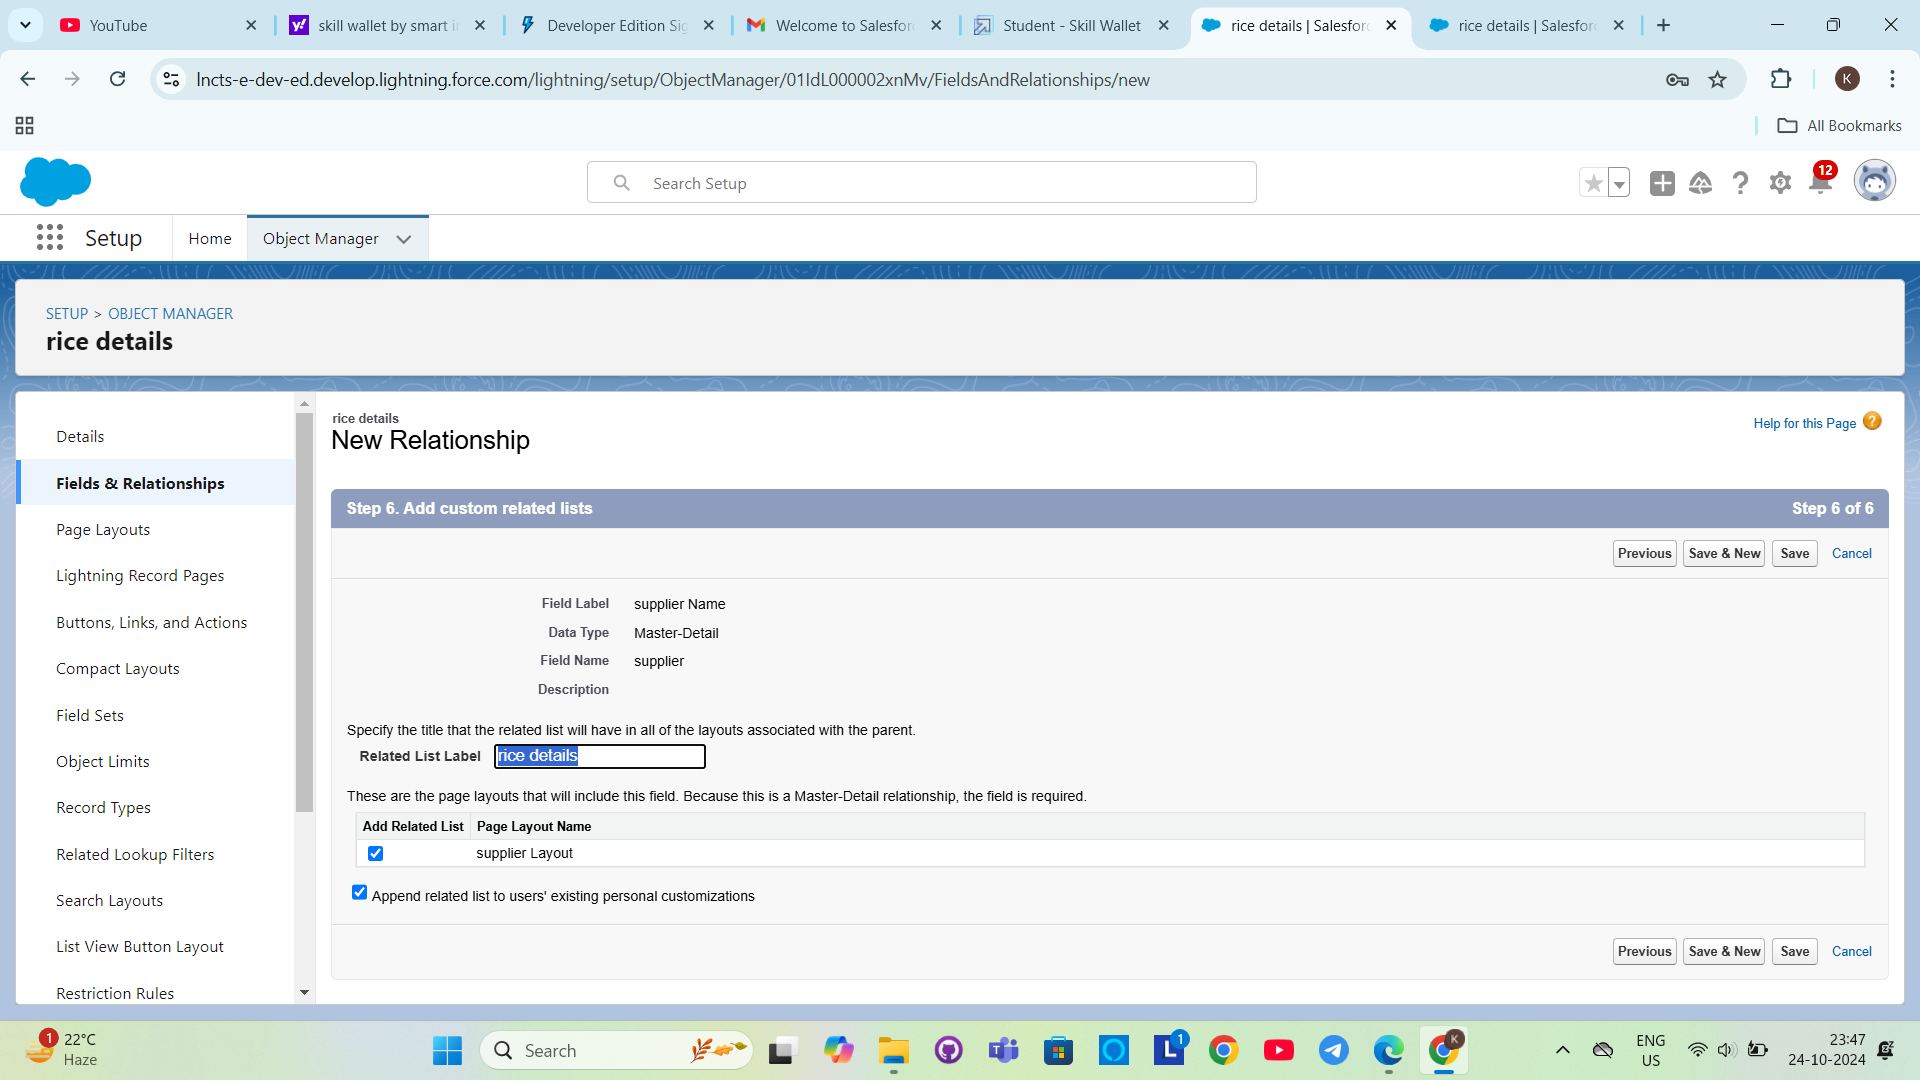 YouTube
skill wallet by smart i
Developer Edition Sig
Welcome to Salesfor
Student - Skill Wallet
rice details | Salesforc
rice details | Salesforc
lncts-e-dev-ed.develop.lightning.force.com/lightning/setup/ObjectManager/01IdL000002xnMv/FieldsAndRelationships/new
K
All Bookmarks
Search Setup
12
Setup
Home
Object Manager
SETUP > OBJECT MANAGER
rice details
Details
Fields & Relationships
Page Layouts
Lightning Record Pages
Buttons, Links, and Actions
Compact Layouts
Field Sets
Object Limits
Record Types
Related Lookup Filters
Search Layouts
List View Button Layout
Restriction Rules
rice details
New Relationship
Help for this Page ?
Step 6. Add custom related lists
Step 6 of 6
Previous Save & New Save Cancel
Field Label supplier Name
Data Type Master-Detail
Field Name supplier
Description
Specify the title that the related list will have in all of the layouts associated with the parent.
Related List Label rice details
These are the page layouts that will include this field. Because this is a Master-Detail relationship, the field is required.
Add Related List Page Layout Name
supplier Layout
Append related list to users' existing personal customizations
Previous Save & New Save Cancel
1
22°C
Haze
Search
L 1
K
ENG
US
23:47
24-10-2024